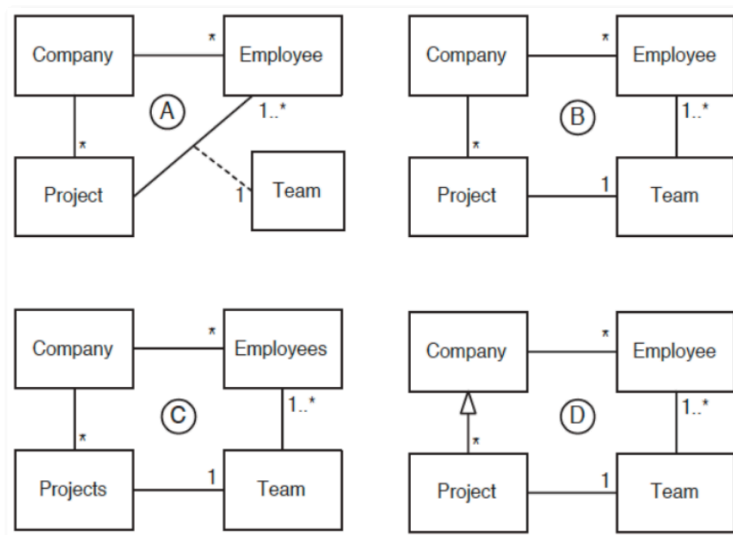 Company * Employee
A 1..*
*
Project 1 Team
Company * Employee
B 1..*
*
Project 1 Team
Company * Employees
C 1..*
*
Projects 1 Team
Company * Employee
D 1..*
*
Project 1 Team